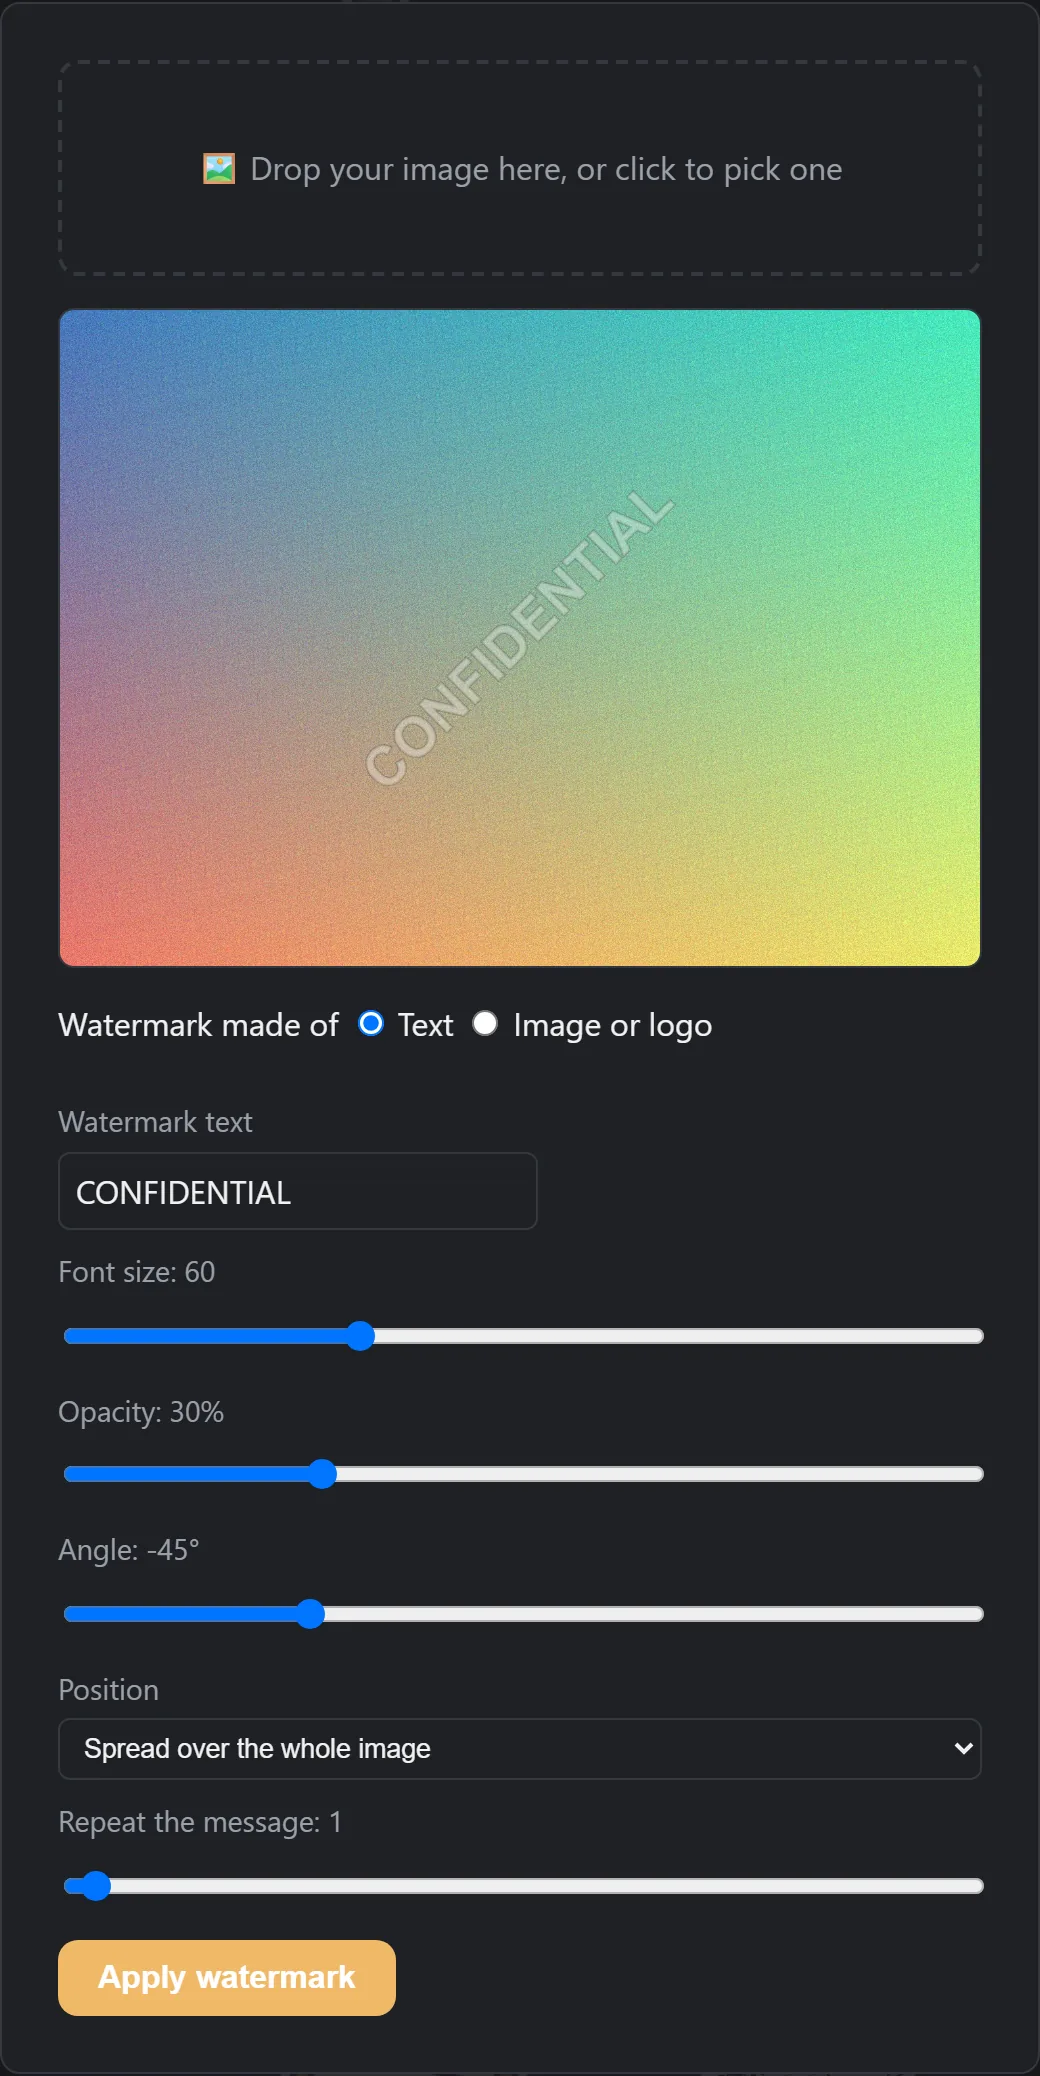 Drop your image here, or click to pick one
CONFIDENTIAL
Watermark made of Text Image or logo
Watermark text
CONFIDENTIAL
Font size: 60
Opacity: 30%
Angle: -45°
Position
Spread over the whole image
Repeat the message: 1
Apply watermark